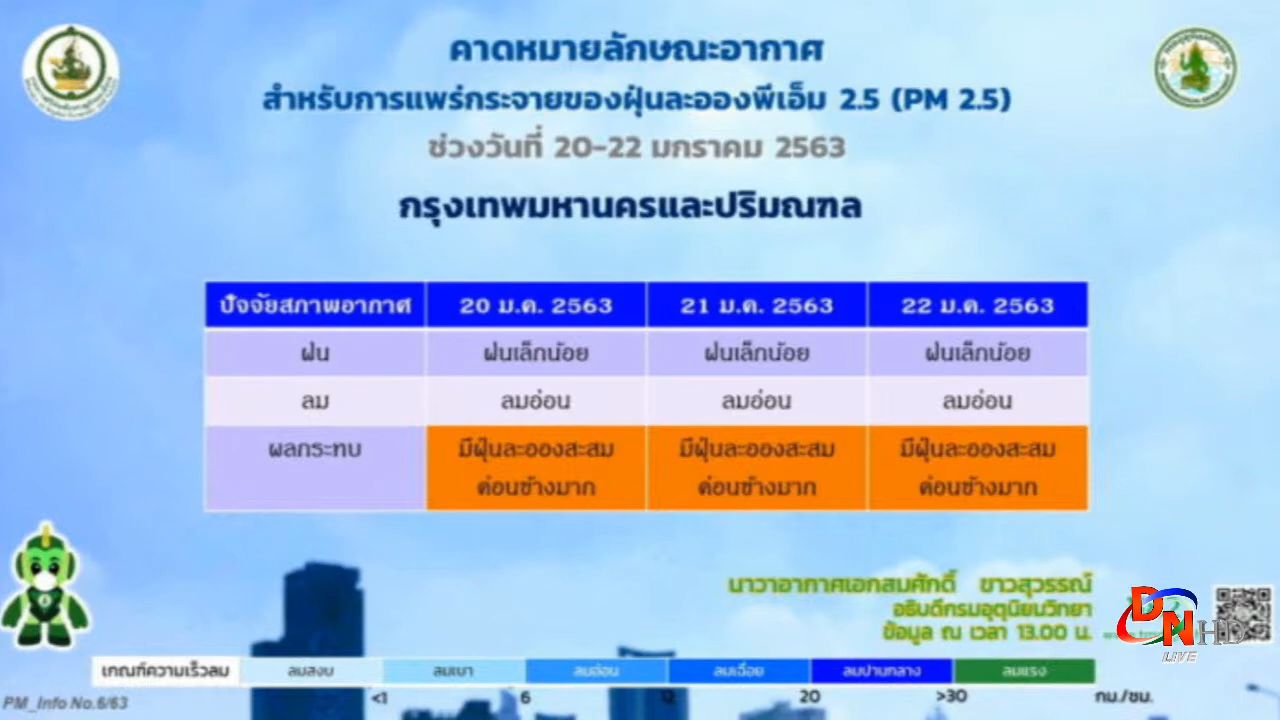 คาดหมายลักษณะอากาศ
สำหรับการแพร่กระจายของฝุ่นละอองพีเอ็ม 2.5 (PM 2.5)
ช่วงวันที่ 20-22 มกราคม 2563
กรุงเทพมหานครและปริมณฑล
ปัจจัยสภาพอากาศ 20 ม.ค. 2563 21 ม.ค. 2563 22 ม.ค. 2563
ฝน ฝนเล็กน้อย ฝนเล็กน้อย ฝนเล็กน้อย
ลม ลมอ่อน ลมอ่อน ลมอ่อน
ผลกระทบ มีฝุ่นละอองสะสม มีฝุ่นละอองสะสม มีฝุ่นละอองสะสม
ค่อนข้างมาก ค่อนข้างมาก ค่อนข้างมาก
นาวาอากาศเอกสมศักดิ์ ขาวสุวรรณ์
อธิบดีกรมอุตุนิยมวิทยา
ข้อมูล ณ เวลา 13.00 น.
DN HD
LIVE
เกณฑ์ความเร็วลม ลมสงบ ลมเบา ลมอ่อน ลมเฉื่อย ลมปานกลาง ลมแรง
<1 6 12 20 >30 กม./ชม.
PM_Info No.6/63